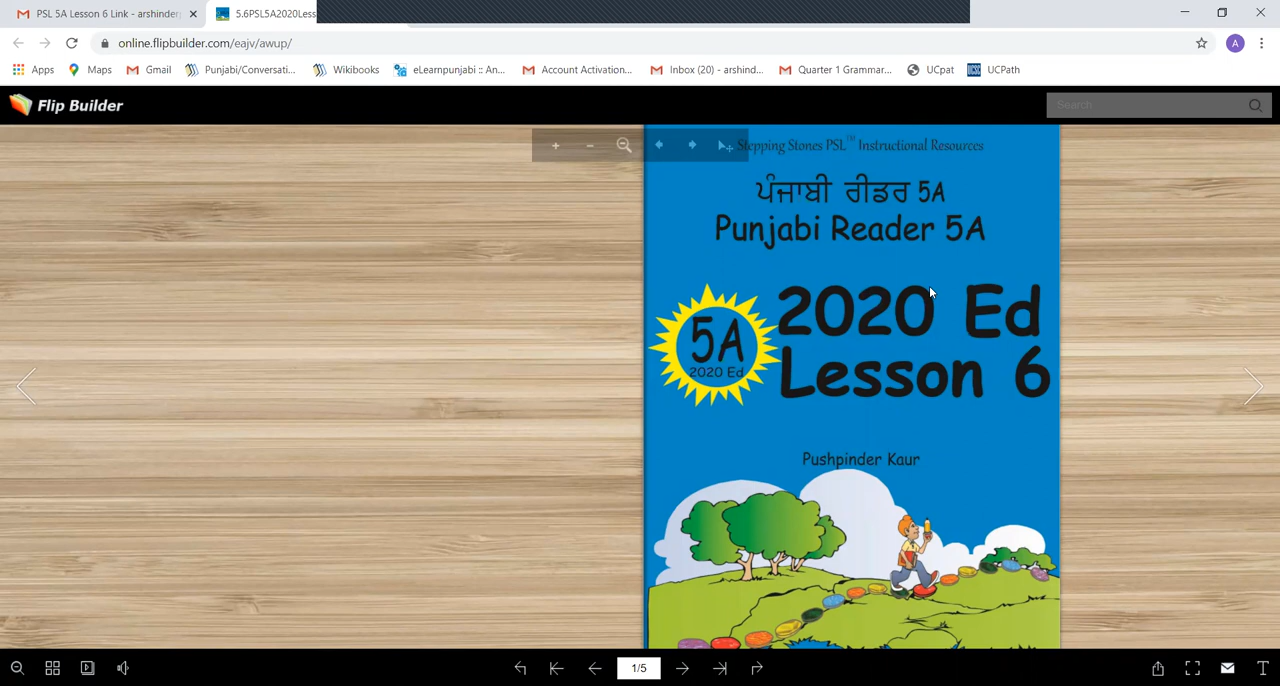 PSL 5A Lesson 6 Link - arshinder
5.6PSL5A2020Less
online.flipbuilder.com/eajv/awup/
A
Apps
Maps
Gmail
Punjabi/Conversati...
Wikibooks
eLearnpunjabi :: An...
Account Activation...
Inbox (20) - arshind...
Quarter 1 Grammar...
UCpat
UCPath
Flip Builder
Search
Stepping Stones PSL™ Instructional Resources
ਪੰਜਾਬੀ ਰੀਡਰ 5A
Punjabi Reader 5A
5A
2020 Ed
2020 Ed
Lesson 6
Pushpinder Kaur
1/5